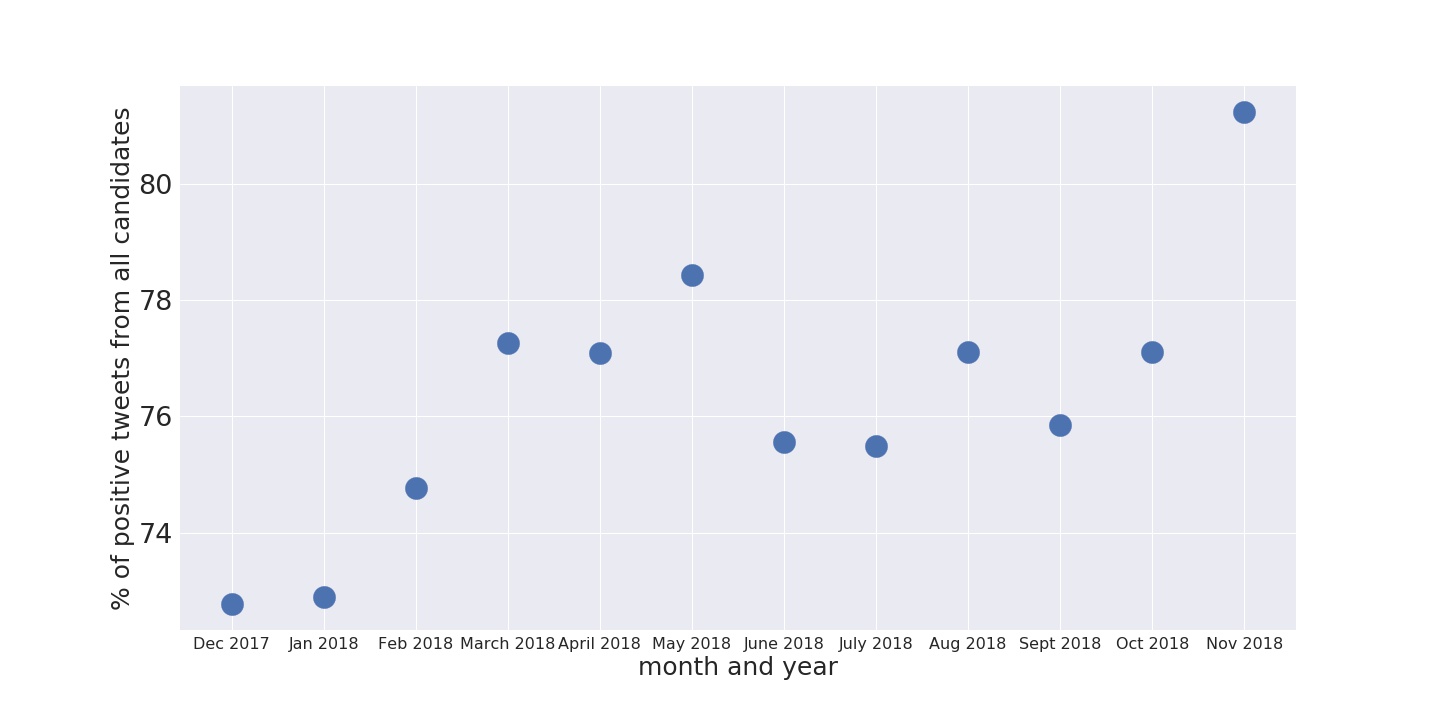 % of positive tweets from all candidates
80
78
76
74
Dec 2017 Jan 2018 Feb 2018 March 2018 April 2018 May 2018 June 2018 July 2018 Aug 2018 Sept 2018 Oct 2018 Nov 2018
month and year